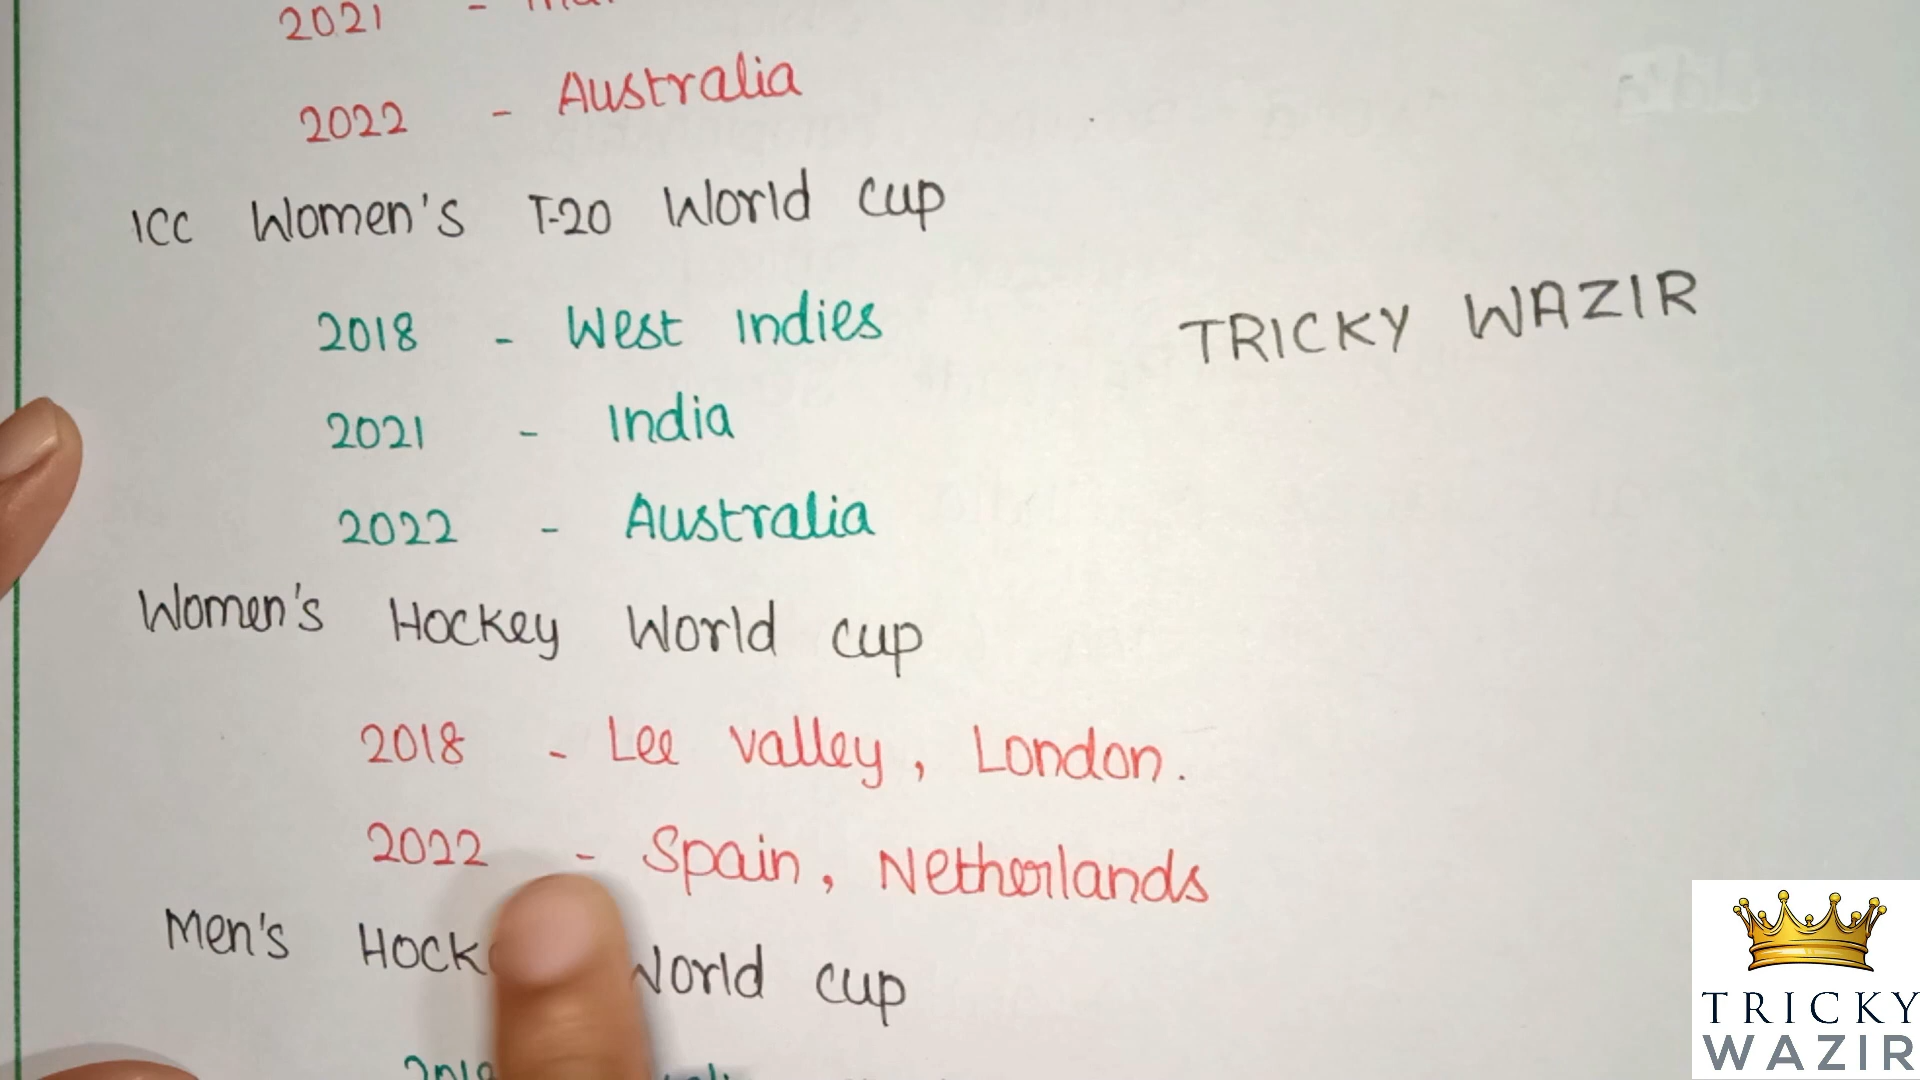 2021 -
2022 - Australia
ICC Women's T-20 World cup
2018 - West indies
2021 - India
2022 - Australia
TRICKY WAZIR
Women's Hockey World cup
2018 - Lee valley, London.
2022 - Spain, Netherlands
Men's World cup
TRICKY
WAZIR